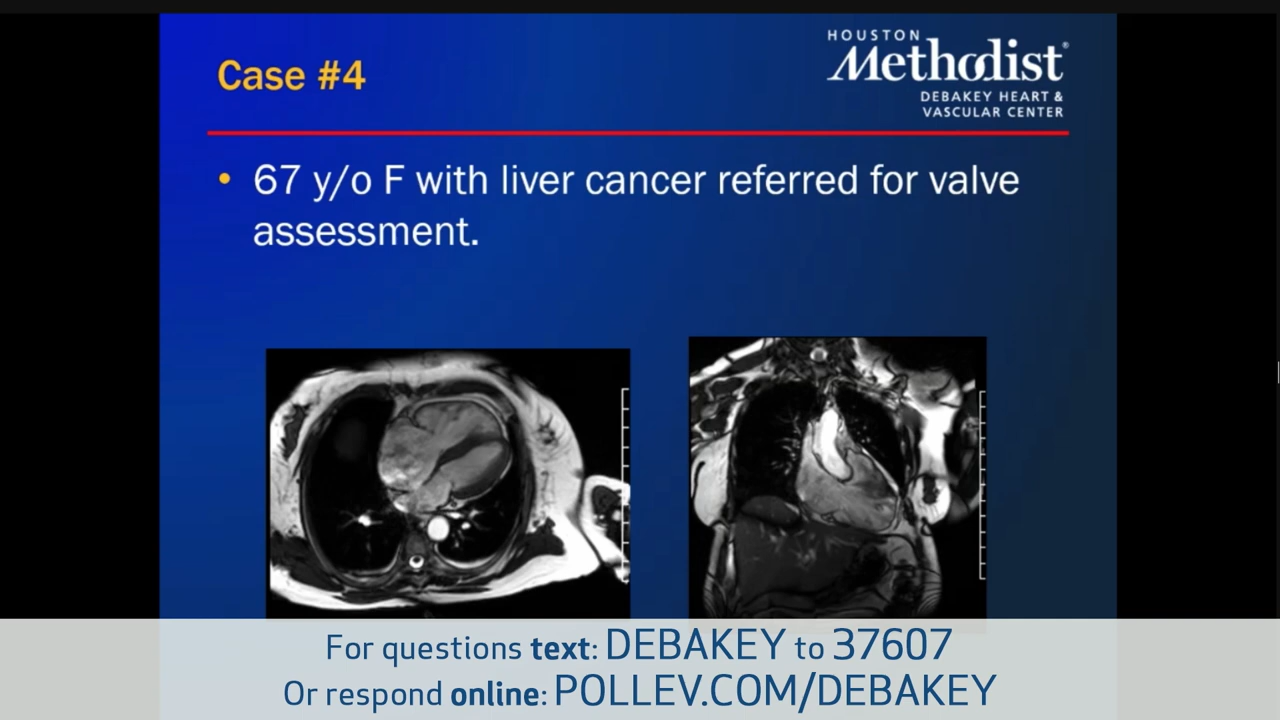 HOUSTON
Methodist®
DEBAKEY HEART &
VASCULAR CENTER
Case #4
• 67 y/o F with liver cancer referred for valve
assessment.
For questions text: DEBAKEY to 37607
Or respond online: POLLEV.COM/DEBAKEY